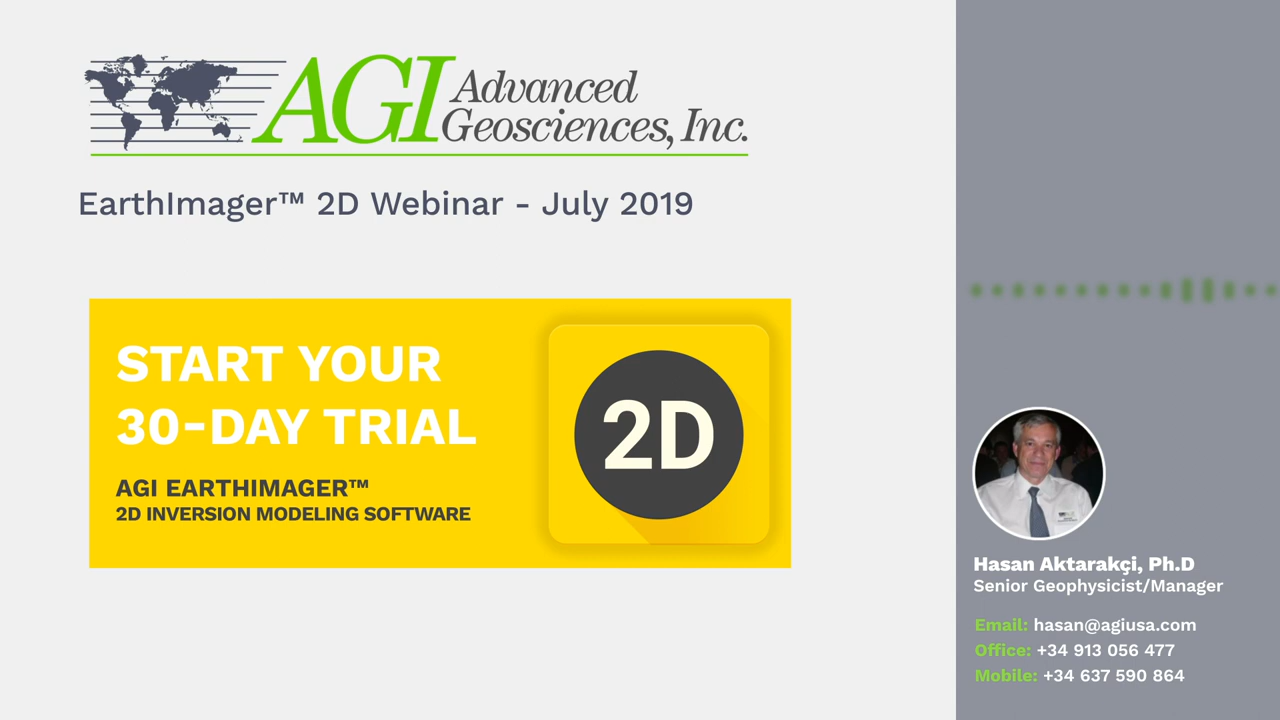 AGI Advanced
Geosciences, Inc.
EarthImager™ 2D Webinar - July 2019
START YOUR
30-DAY TRIAL
AGI EARTHIMAGER™
2D INVERSION MODELING SOFTWARE
2D
Hasan Aktarakçi, Ph.D
Senior Geophysicist/Manager
Email: hasan@agiusa.com
Office: +34 913 056 477
Mobile: +34 637 590 864